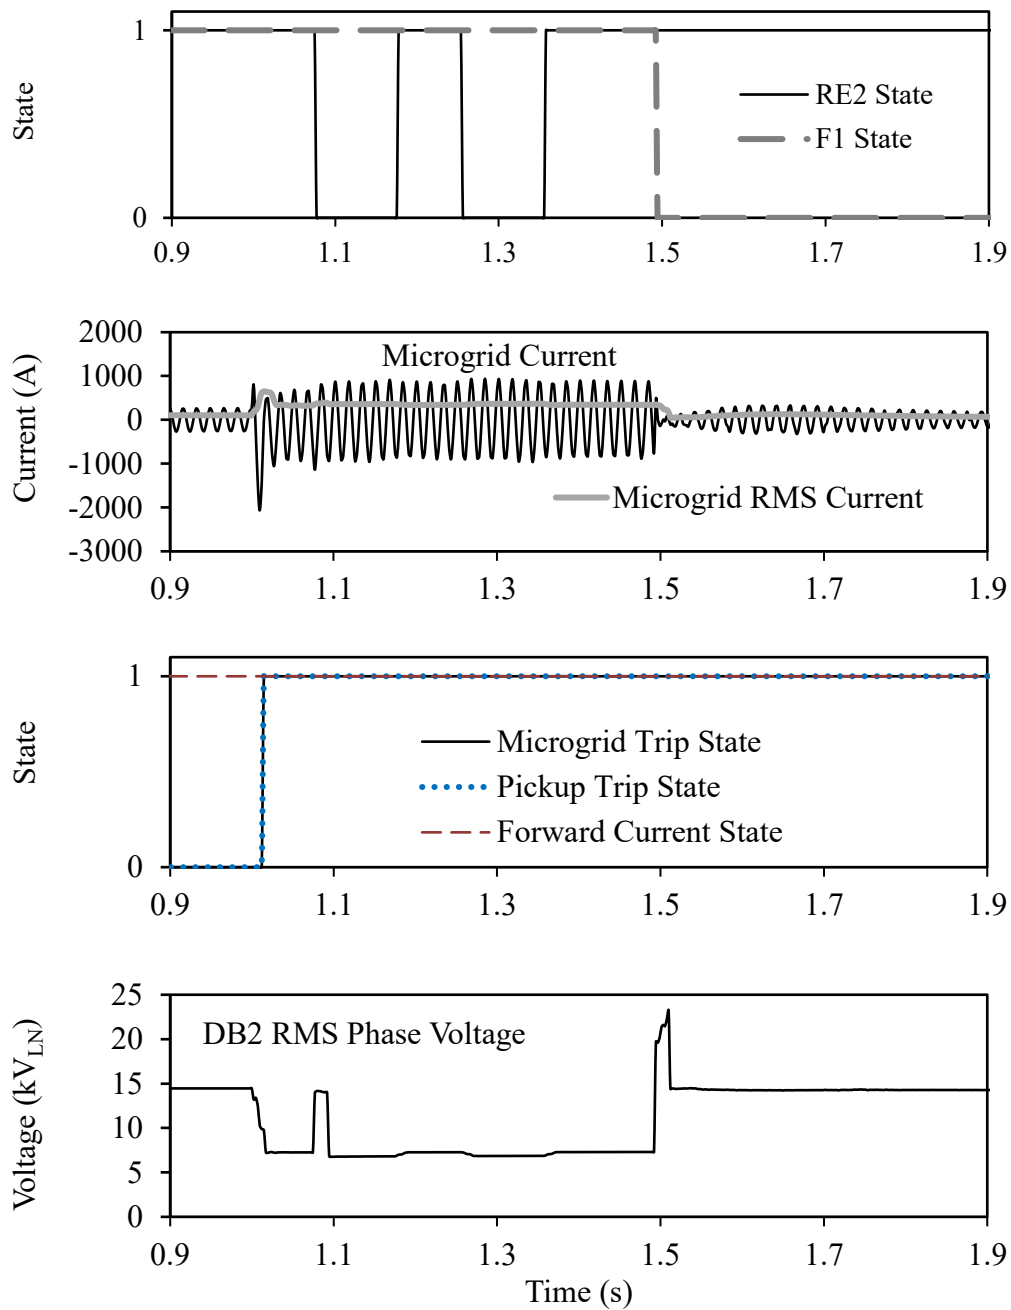 1
State
RE2 State
F1 State
0
0.9 1.1 1.3 1.5 1.7 1.9
2000
Microgrid Current
1000
Current (A)
0
-1000
Microgrid RMS Current
-2000
-3000
0.9 1.1 1.3 1.5 1.7 1.9
1
State
Microgrid Trip State
Pickup Trip State
Forward Current State
0
0.9 1.1 1.3 1.5 1.7 1.9
25
DB2 RMS Phase Voltage
20
Voltage (kVLN)
15
10
5
0
0.9 1.1 1.3 1.5 1.7 1.9
Time (s)